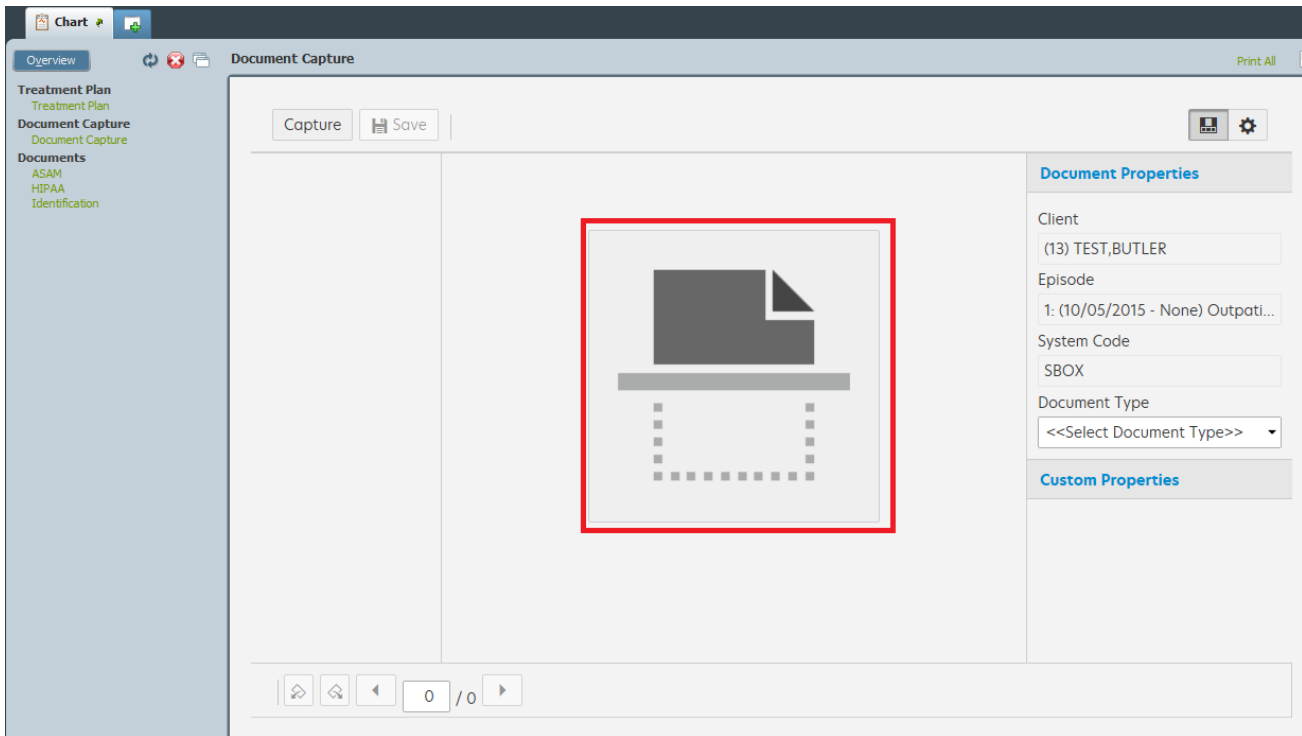 Chart
Overview
Document Capture
Print All
Treatment Plan
Treatment Plan
Document Capture
Document Capture
Documents
ASAM
HIPAA
Identification
Capture
Save
Document Properties
Client
(13) TEST,BUTLER
Episode
1: (10/05/2015 - None) Outpati...
System Code
SBOX
Document Type
<<Select Document Type>>
Custom Properties
0 / 0